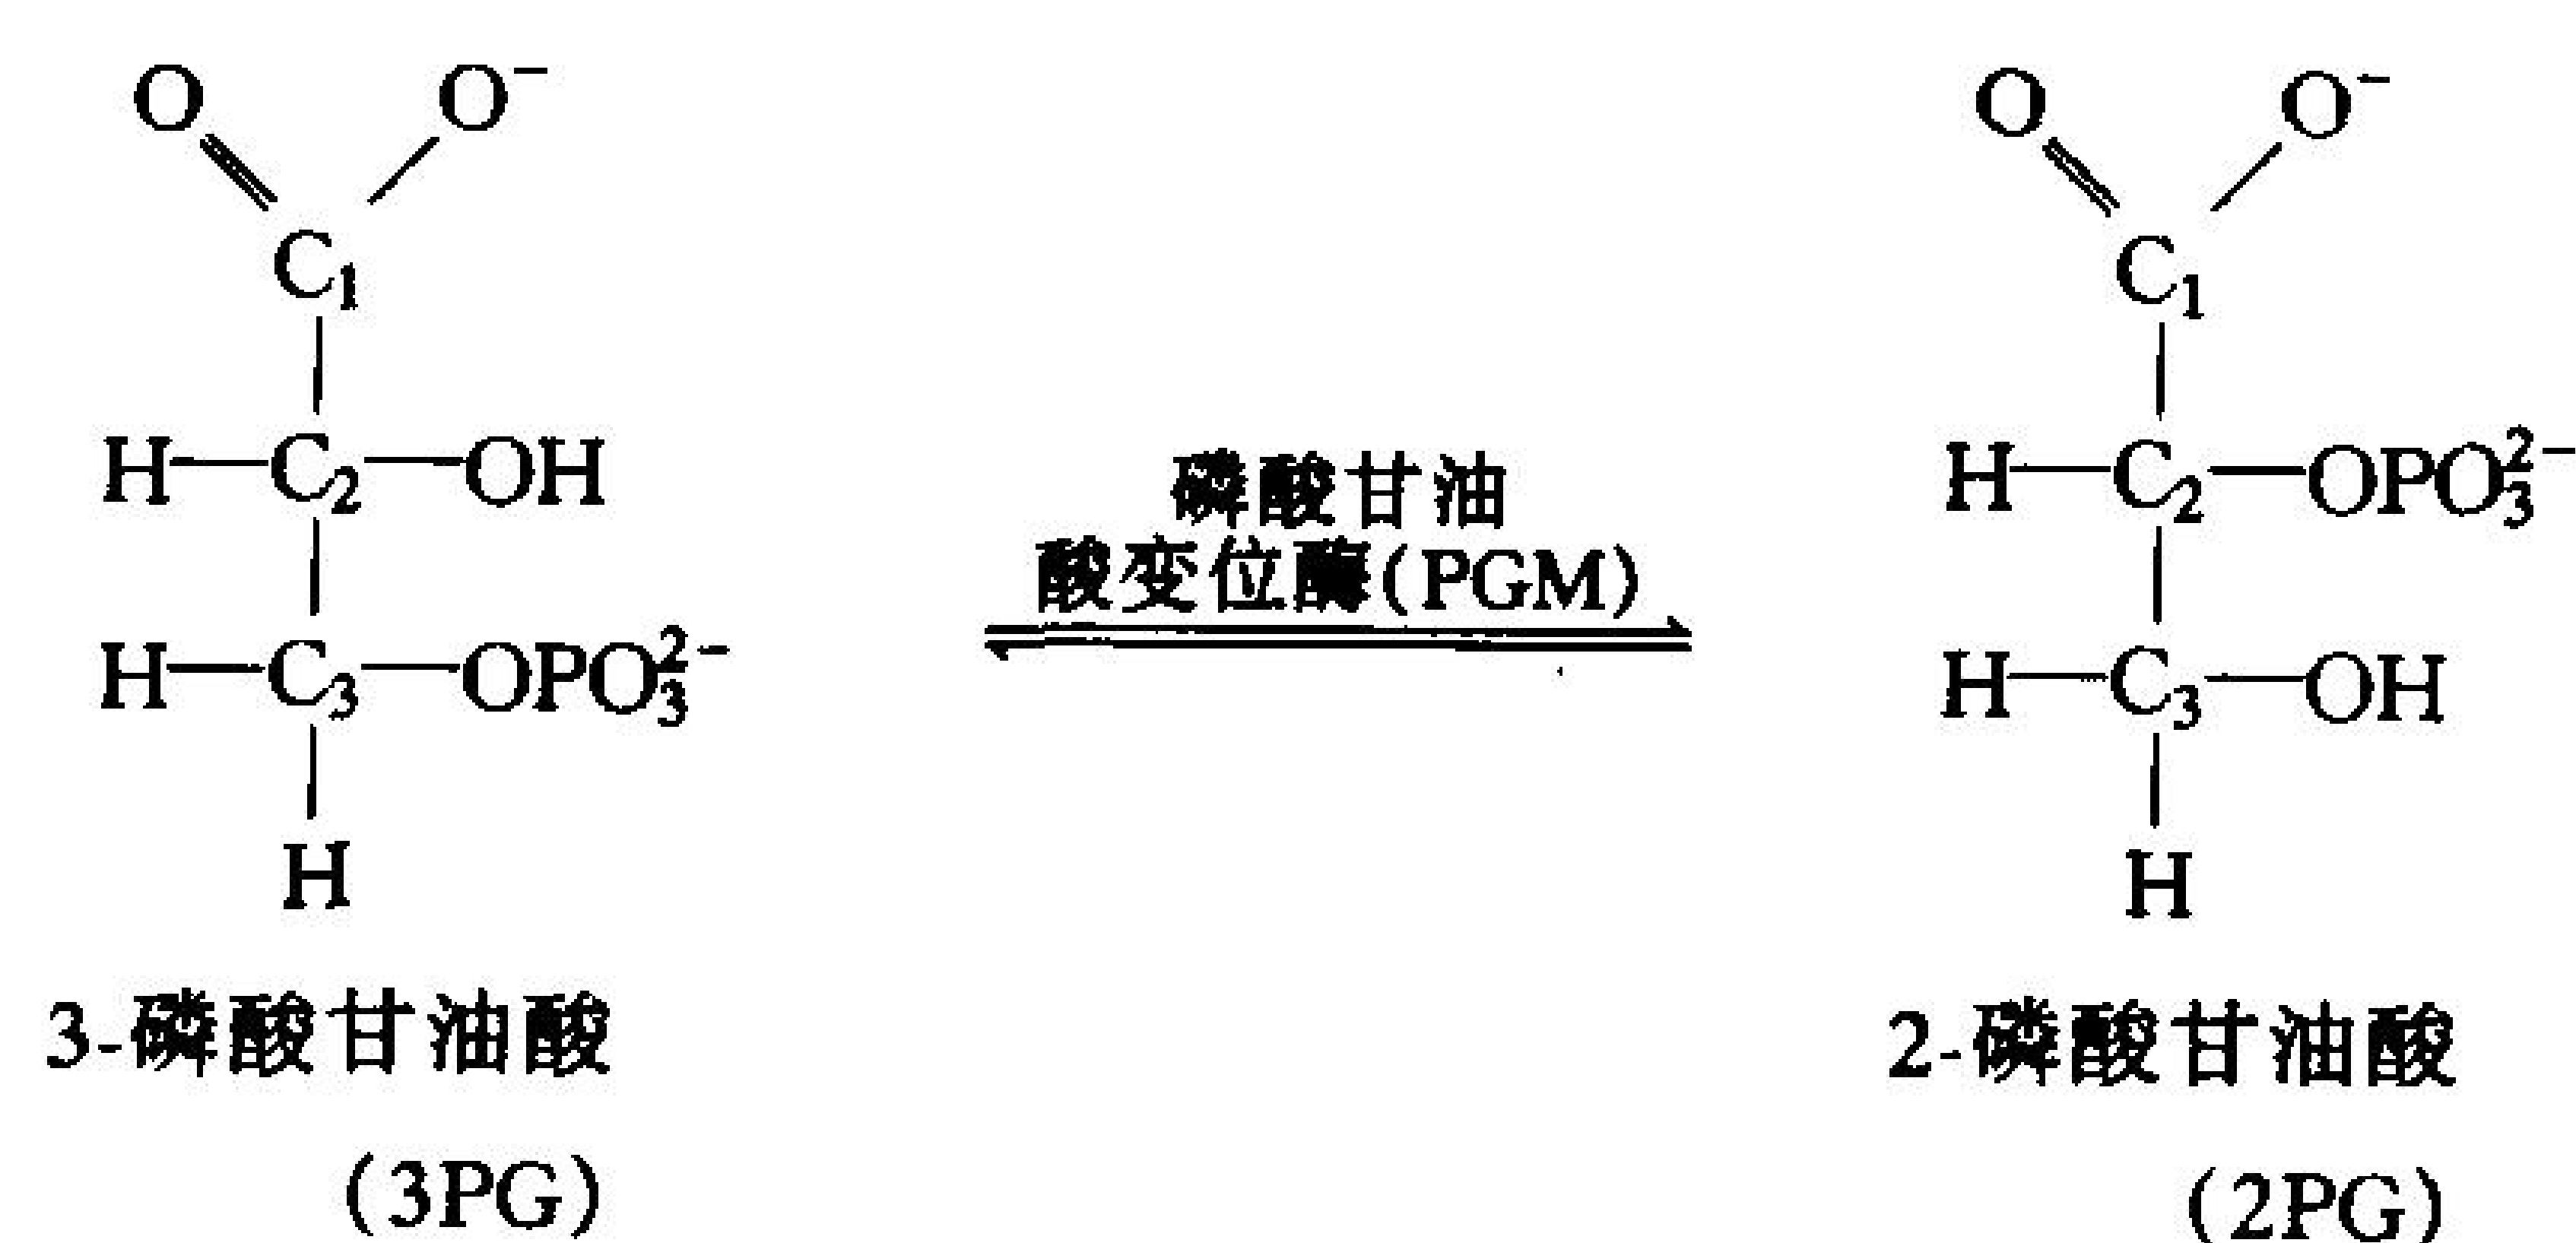 O O⁻ O O⁻
C₁ C₁
H C₂ OH H C₂ OPO₃²⁻
磷酸甘油
酸变位酶(PGM)
H C₃ OPO₃²⁻ H C₃ OH
H H
3-磷酸甘油酸 2-磷酸甘油酸
(3PG) (2PG)